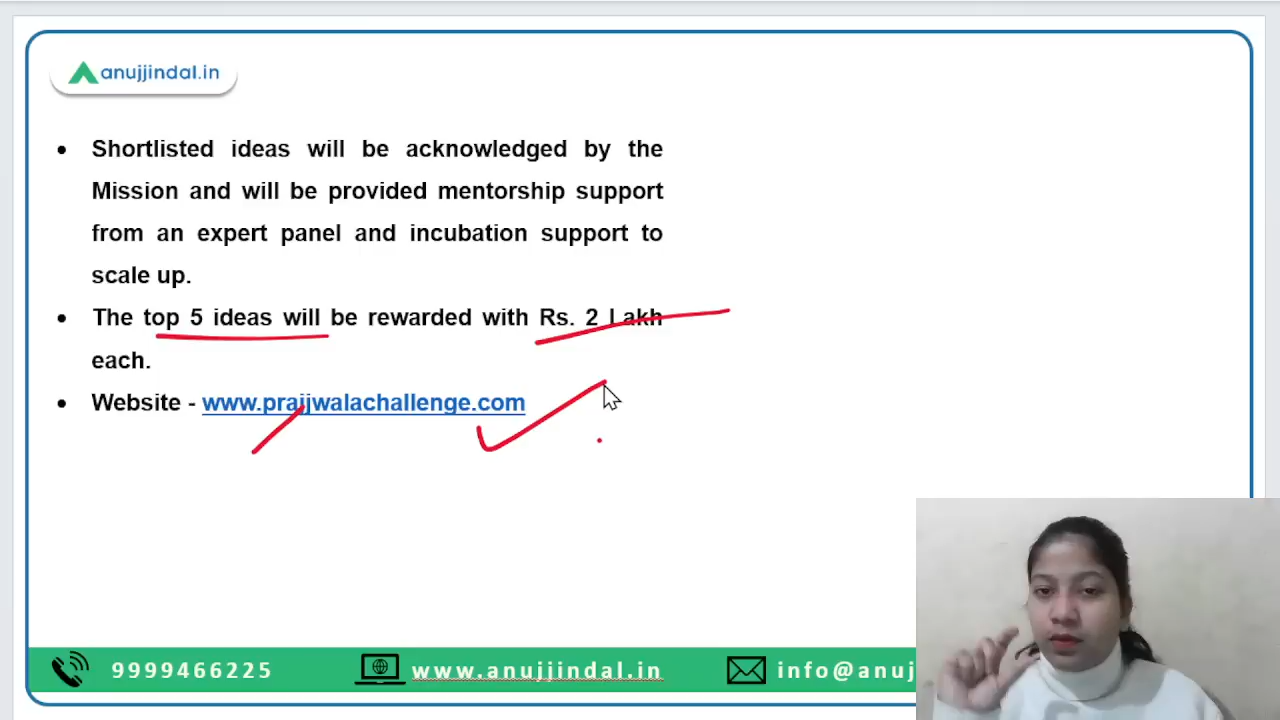 anujjindal.in
• Shortlisted ideas will be acknowledged by the
Mission and will be provided mentorship support
from an expert panel and incubation support to
scale up.
• The top 5 ideas will be rewarded with Rs. 2 Lakh
each.
• Website - www.prajjwalachallenge.com
9999466225 www.anujjindal.in info@anuj